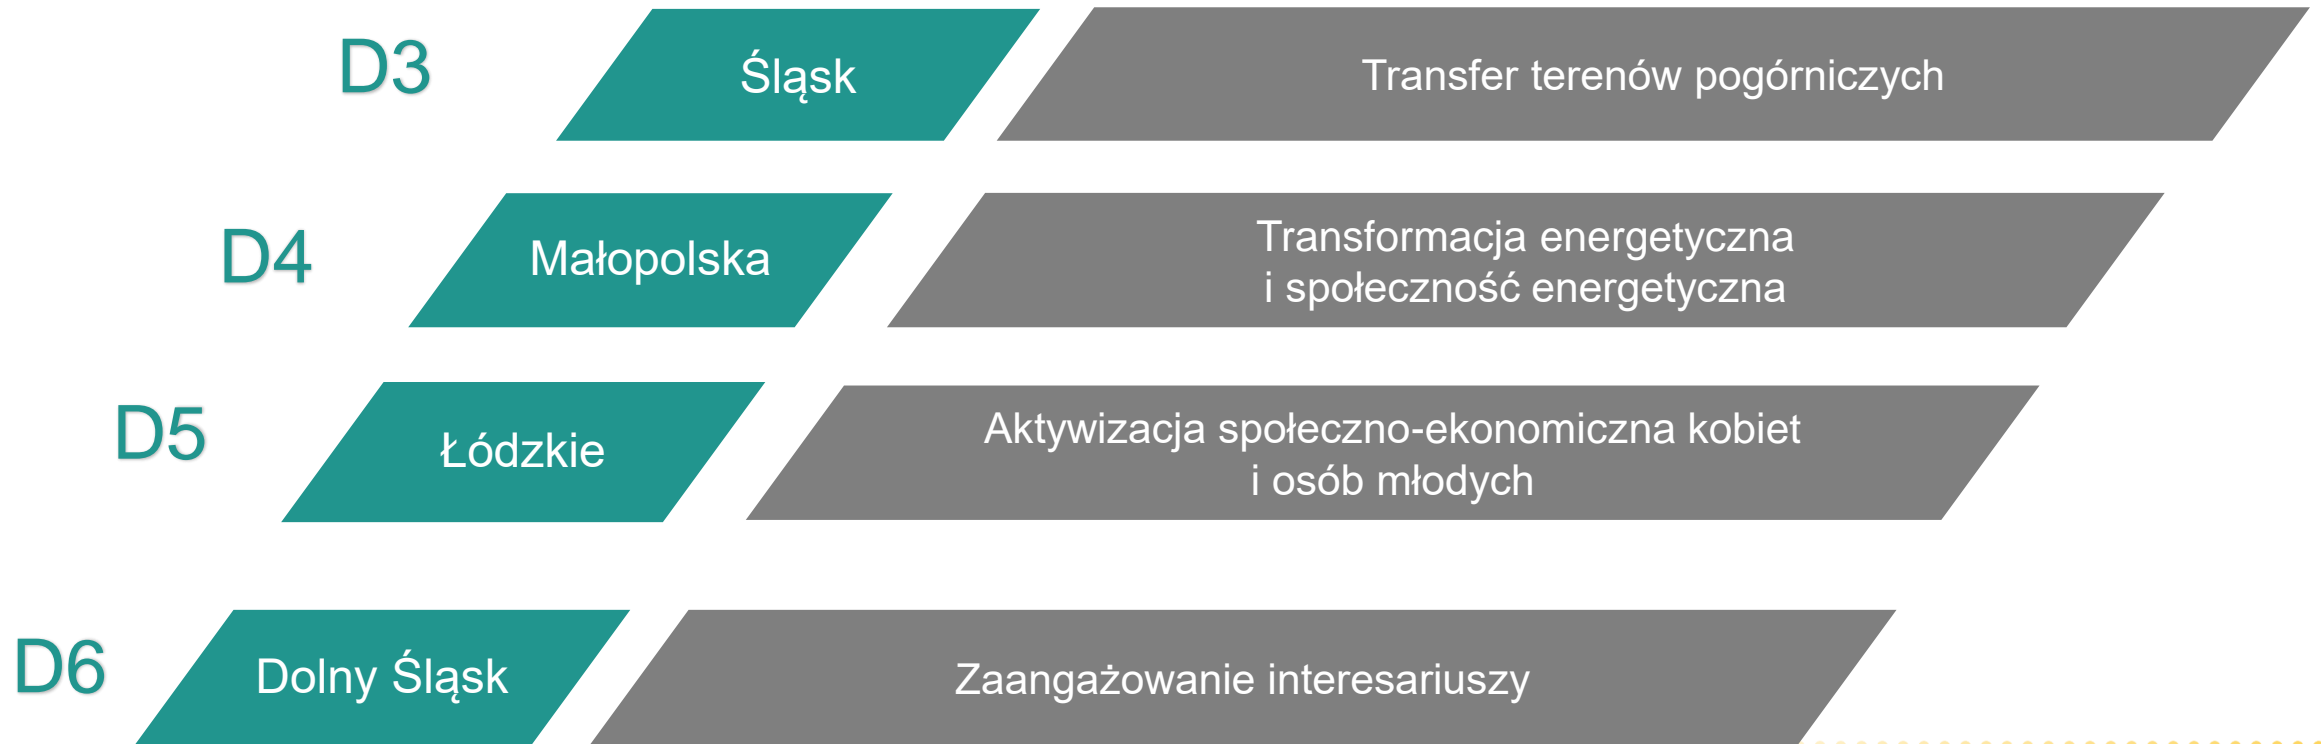 D3
Śląsk
Transfer terenów pogórniczych
D4
Małopolska
Transformacja energetyczna
i społeczność energetyczna
D5
Łódzkie
Aktywizacja społeczno-ekonomiczna kobiet
i osób młodych
D6
Dolny Śląsk
Zaangażowanie interesariuszy